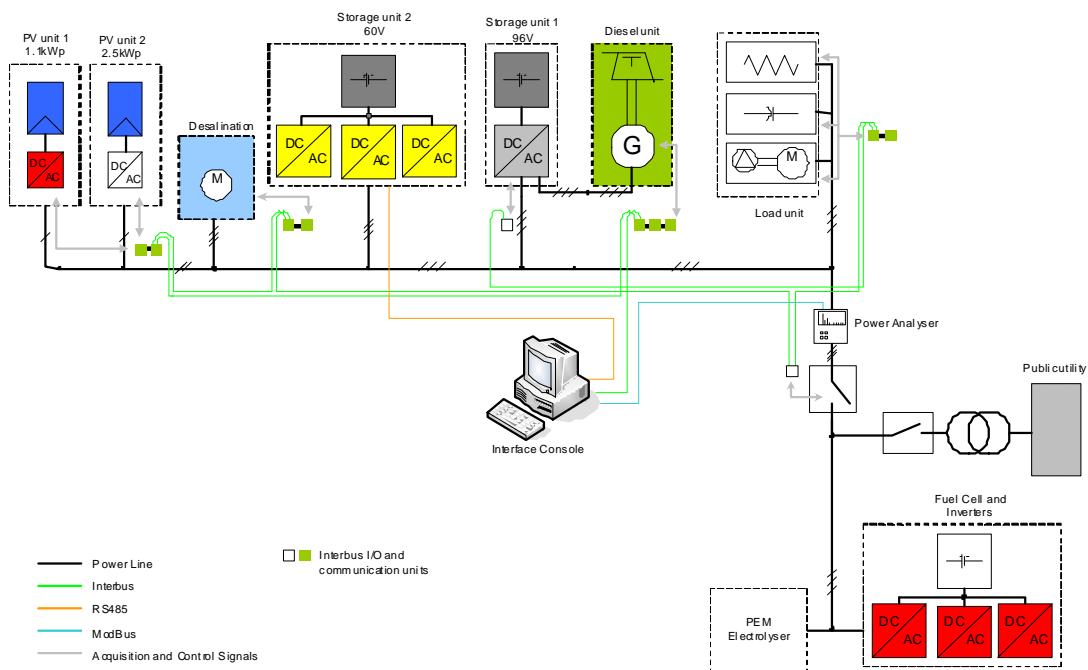 Storage unit 2
60V
Storage unit 1
96V
Diesel unit
PV unit 1
1.1kWp
PV unit 2
2.5kWp
Desalination
DC
AC
DC
AC
M
DC
AC
DC
AC
DC
AC
DC
AC
G
M
Load unit
Power Analyser
Public utility
Interface Console
Fuel Cell and
Inverters
Power Line
Interbus
RS485
ModBus
Acquisition and Control Signals
Interbus I/O and
communication units
PEM
Electrolyser
DC
AC
DC
AC
DC
AC